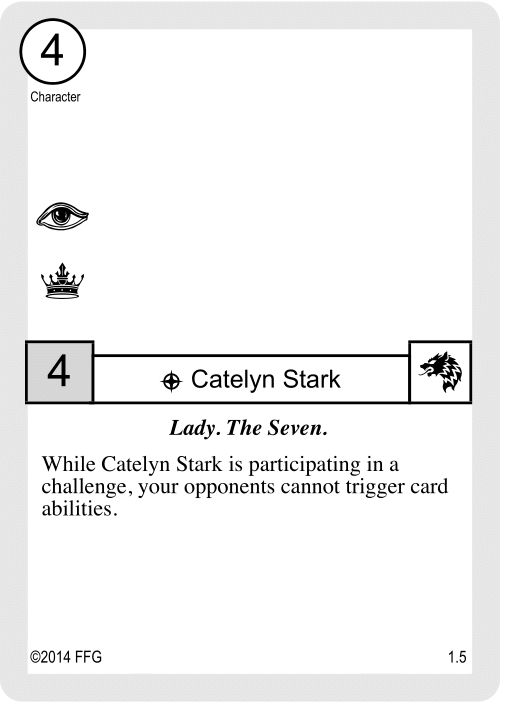 4
Character
4
Catelyn Stark
Lady. The Seven.
While Catelyn Stark is participating in a
challenge, your opponents cannot trigger card
abilities.
©2014 FFG
1.5